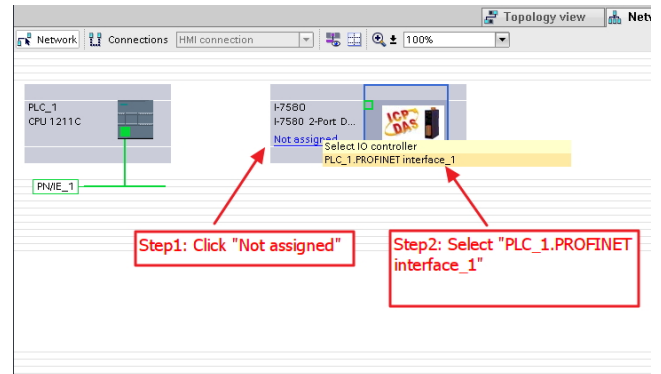 Topology view
Netw
Network
Connections
HMI connection
100%
PLC_1
CPU 1211C
I-7580
I-7580 2-Port D...
Not assigned
ICP
DAS
Select IO controller
PLC_1.PROFINET interface_1
PN/IE_1
Step1: Click "Not assigned"
Step2: Select "PLC_1.PROFINET
interface_1"